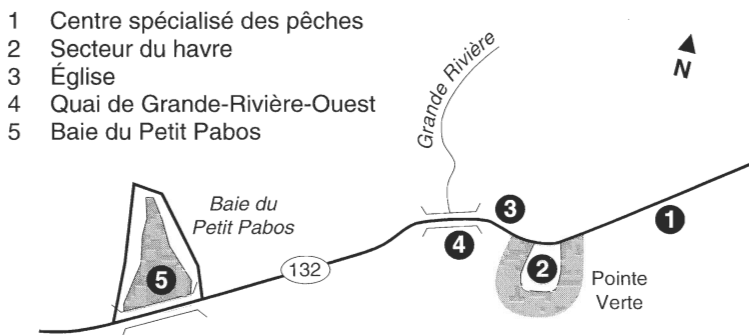 1 Centre spécialisé des pêches
2 Secteur du havre
3 Église
4 Quai de Grande-Rivière-Ouest
5 Baie du Petit Pabos
Grande Rivière
N
Baie du
Petit Pabos
3
1
4
132
5
2
Pointe
Verte